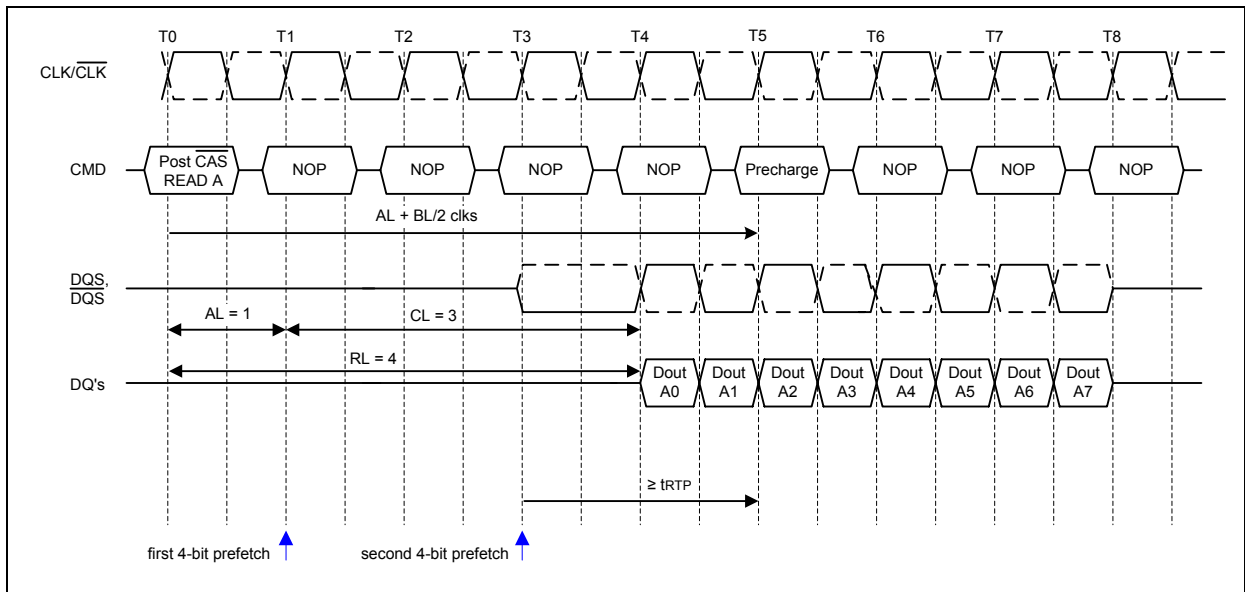 T0 T1 T2 T3 T4 T5 T6 T7 T8
CLK/CLK
CMD
Post CAS
READ A
NOP
NOP
NOP
NOP
Precharge
NOP
NOP
NOP
AL + BL/2 clks
DQS,
DQS
AL = 1
CL = 3
RL = 4
DQ's
Dout
A0
Dout
A1
Dout
A2
Dout
A3
Dout
A4
Dout
A5
Dout
A6
Dout
A7
≥ tRTP
first 4-bit prefetch
second 4-bit prefetch